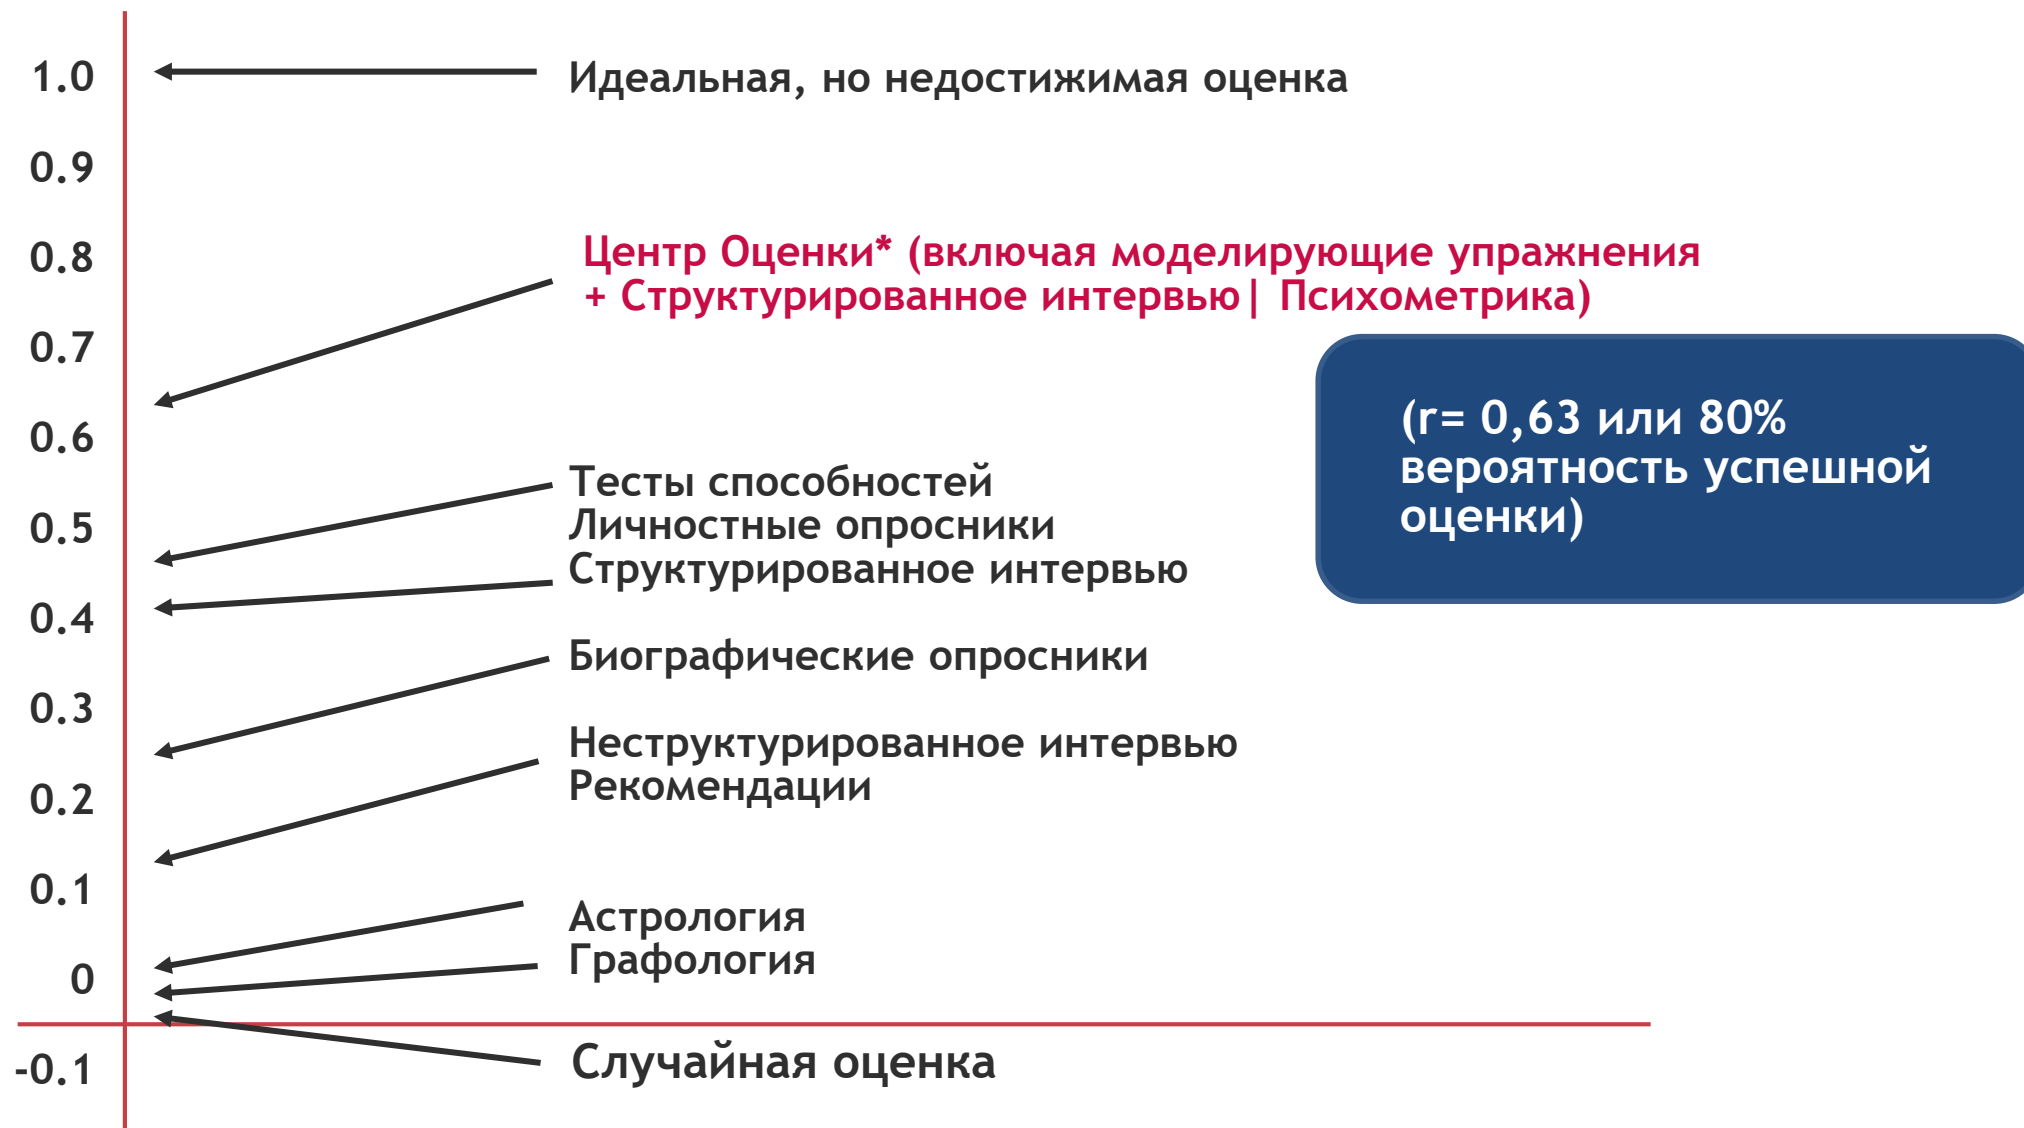 1.0
Идеальная, но недостижимая оценка
0.9
0.8
Центр Оценки* (включая моделирующие упражнения
+ Структурированное интервью| Психометрика)
0.7
0.6
(r= 0,63 или 80%
вероятность успешной
оценки)
0.5
Тесты способностей
Личностные опросники
Структурированное интервью
0.4
Биографические опросники
0.3
Неструктурированное интервью
Рекомендации
0.2
0.1
Астрология
Графология
0
Случайная оценка
-0.1